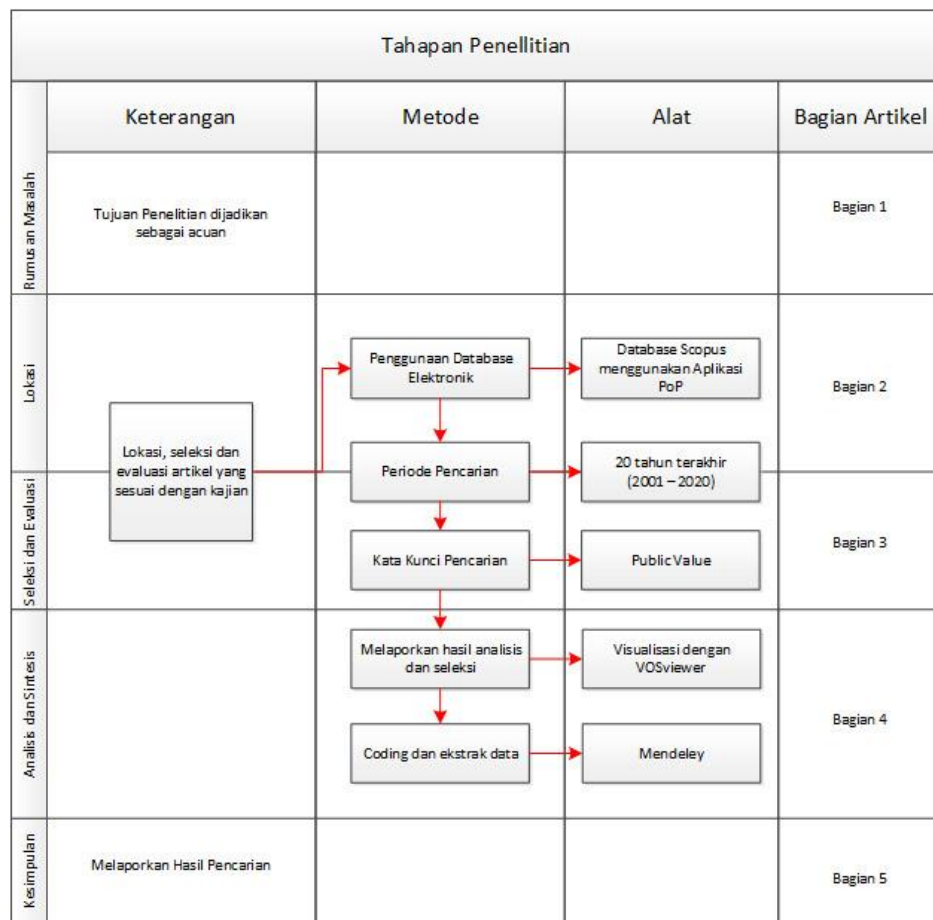 Tahapan Penellitian
Keterangan
Metode
Alat
Bagian Artikel
Rumusan Masalah
Tujuan Penelitian dijadikan
sebagai acuan
Bagian 1
Lokasi
Penggunaan Database
Elektronik
Database Scopus
menggunakan Aplikasi
PoP
Bagian 2
Lokasi, seleksi dan
evaluasi artikel yang
sesuai dengan kajian
Periode Pencarian
20 tahun terakhir
(2001 – 2020)
Seleksi dan Evaluasi
Kata Kunci Pencarian
Public Value
Bagian 3
Analisis dan Sintesis
Melaporkan hasil analisis
dan seleksi
Visualisasi dengan
VOSviewer
Coding dan ekstrak data
Mendeley
Bagian 4
Kesimpulan
Melaporkan Hasil Pencarian
Bagian 5